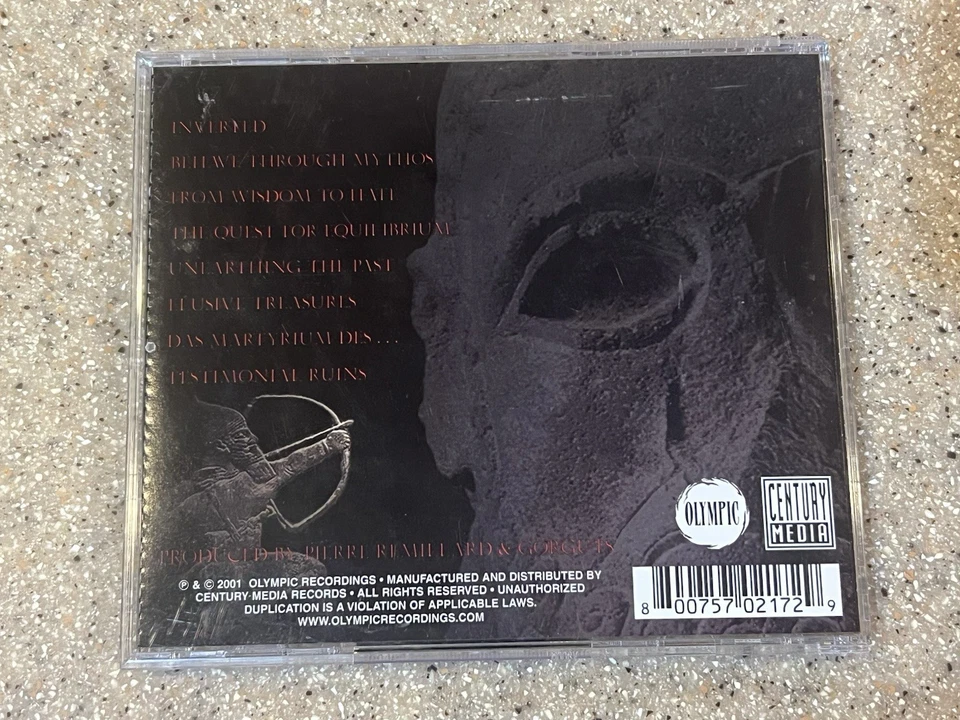 INVERTED
BEHAVE THROUGH MYTHOS
FROM WISDOM TO HATE
THE QUEST FOR EQUILIBRIUM
UNEARTHING THE PAST
ELUSIVE TREASURES
DAS MARTYRIUM DES...
TESTIMONIAL RUINS
OLYMPIC
CENTURY
MEDIA
PRODUCED BY PIERRE REMILLARD & GORGUTS
℗ & © 2001 OLYMPIC RECORDINGS • MANUFACTURED AND DISTRIBUTED BY
CENTURY MEDIA RECORDS • ALL RIGHTS RESERVED • UNAUTHORIZED
DUPLICATION IS A VIOLATION OF APPLICABLE LAWS.
WWW.OLYMPICRECORDINGS.COM
8 00757 02172 9